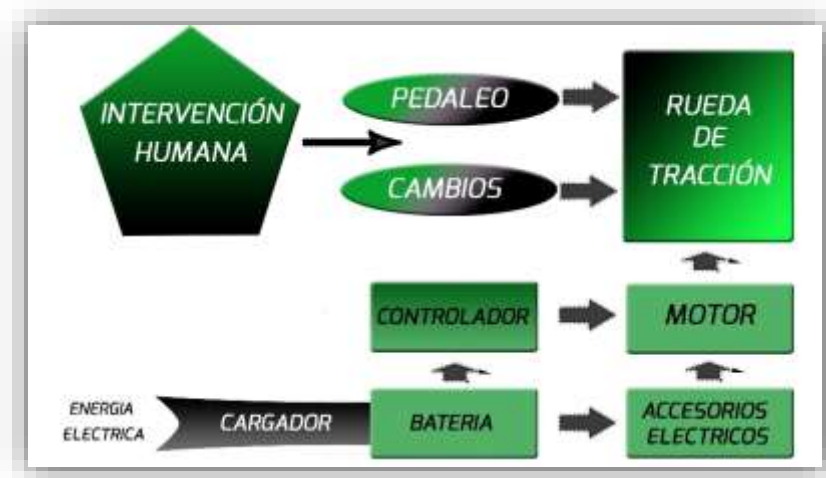 INTERVENCIÓN
HUMANA
PEDALEO
CAMBIOS
RUEDA
DE
TRACCIÓN
CONTROLADOR
MOTOR
ENERGIA
ELECTRICA
CARGADOR
BATERIA
ACCESORIOS
ELECTRICOS